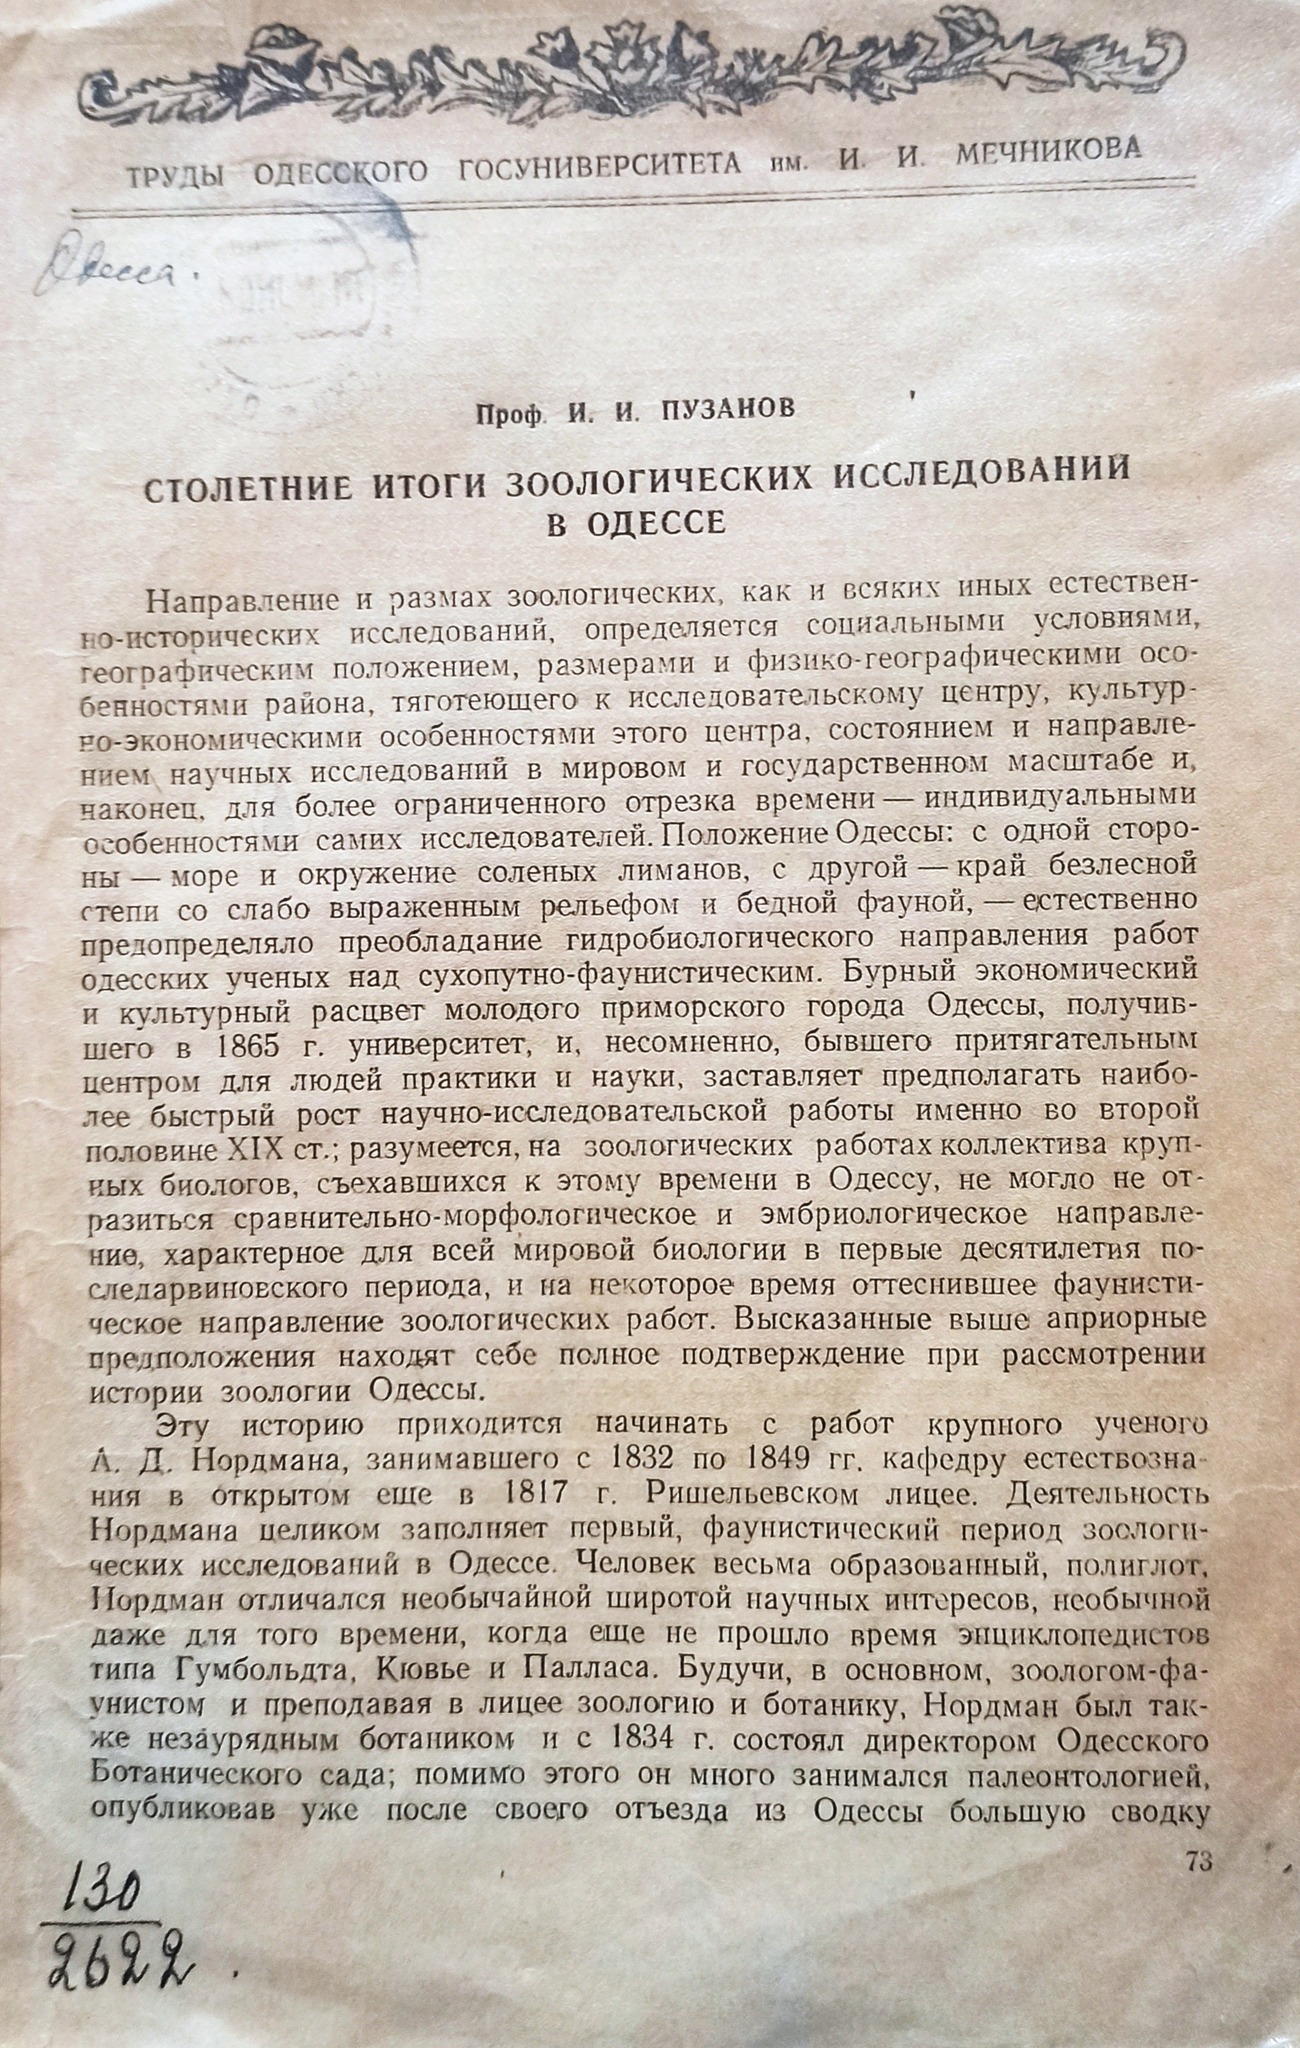 ТРУДЫ ОДЕССКОГО ГОСУНИВЕРСИТЕТА им. И. И. МЕЧНИКОВА
Одесса.
Проф. И. И. ПУЗАНОВ
СТОЛЕТНИЕ ИТОГИ ЗООЛОГИЧЕСКИХ ИССЛЕДОВАНИЙ
В ОДЕССЕ
Направление и размах зоологических, как и всяких иных естествен-
но-исторических исследований, определяется социальными условиями,
географическим положением, размерами и физико-географическими осо-
бенностями района, тяготеющего к исследовательскому центру, культур-
но-экономическими особенностями этого центра, состоянием и направле-
нием научных исследований в мировом и государственном масштабе и,
наконец, для более ограниченного отрезка времени — индивидуальными
особенностями самих исследователей. Положение Одессы: с одной сторо-
ны — море и окружение соленых лиманов, с другой — край безлесной
степи со слабо выраженным рельефом и бедной фауной, — естественно
предопределяло преобладание гидробиологического направления работ
одесских ученых над сухопутно-фаунистическим. Бурный экономический
и культурный расцвет молодого приморского города Одессы, получив-
шего в 1865 г. университет, и, несомненно, бывшего притягательным
центром для людей практики и науки, заставляет предполагать наибо-
лее быстрый рост научно-исследовательской работы именно во второй
половине XIX ст.; разумеется, на зоологических работах коллектива круп-
ных биологов, съехавшихся к этому времени в Одессу, не могло не от-
разиться сравнительно-морфологическое и эмбриологическое направле-
ние, характерное для всей мировой биологии в первые десятилетия по-
следарвиновского периода, и на некоторое время оттеснившее фаунисти-
ческое направление зоологических работ. Высказанные выше априорные
предположения находят себе полное подтверждение при рассмотрении
истории зоологии Одессы.
Эту историю приходится начинать с работ крупного ученого
А. Д. Нордмана, занимавшего с 1832 по 1849 гг. кафедру естествозна-
ния в открытом еще в 1817 г. Ришельевском лицее. Деятельность
Нордмана целиком заполняет первый, фаунистический период зоологи-
ческих исследований в Одессе. Человек весьма образованный, полиглот,
Нордман отличался необычайной широтой научных интересов, необычной
даже для того времени, когда еще не прошло время энциклопедистов
типа Гумбольдта, Кювье и Палласа. Будучи, в основном, зоологом-фа-
унистом и преподавая в лицее зоологию и ботанику, Нордман был так-
же незаурядным ботаником и с 1834 г. состоял директором Одесского
Ботанического сада; помимо этого он много занимался палеонтологией,
опубликовав уже после своего отъезда из Одессы большую сводку
73
130
2622.